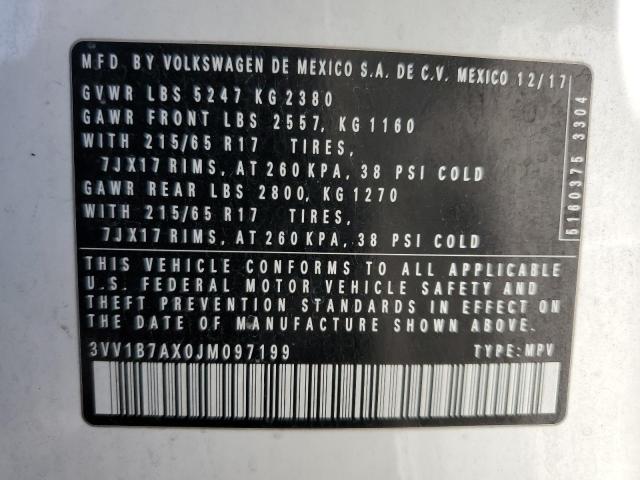 MFD. BY VOLKSWAGEN DE MEXICO S.A. DE C.V. MEXICO 12/17
GVWR LBS 5247 KG 2380
GAWR FRONT LBS 2557, KG 1160
WITH 215/65 R17 TIRES,
7JX17 RIMS, AT 260 KPA, 38 PSI COLD
GAWR REAR LBS 2800, KG 1270
WITH 215/65 R17 TIRES,
7JX17 RIMS, AT 260 KPA, 38 PSI COLD
5160375 3304
THIS VEHICLE CONFORMS TO ALL APPLICABLE
U.S. FEDERAL MOTOR VEHICLE SAFETY AND
THEFT PREVENTION STANDARDS IN EFFECT ON
THE DATE OF MANUFACTURE SHOWN ABOVE.
3VV1B7AX0JM097199 TYPE: MPV